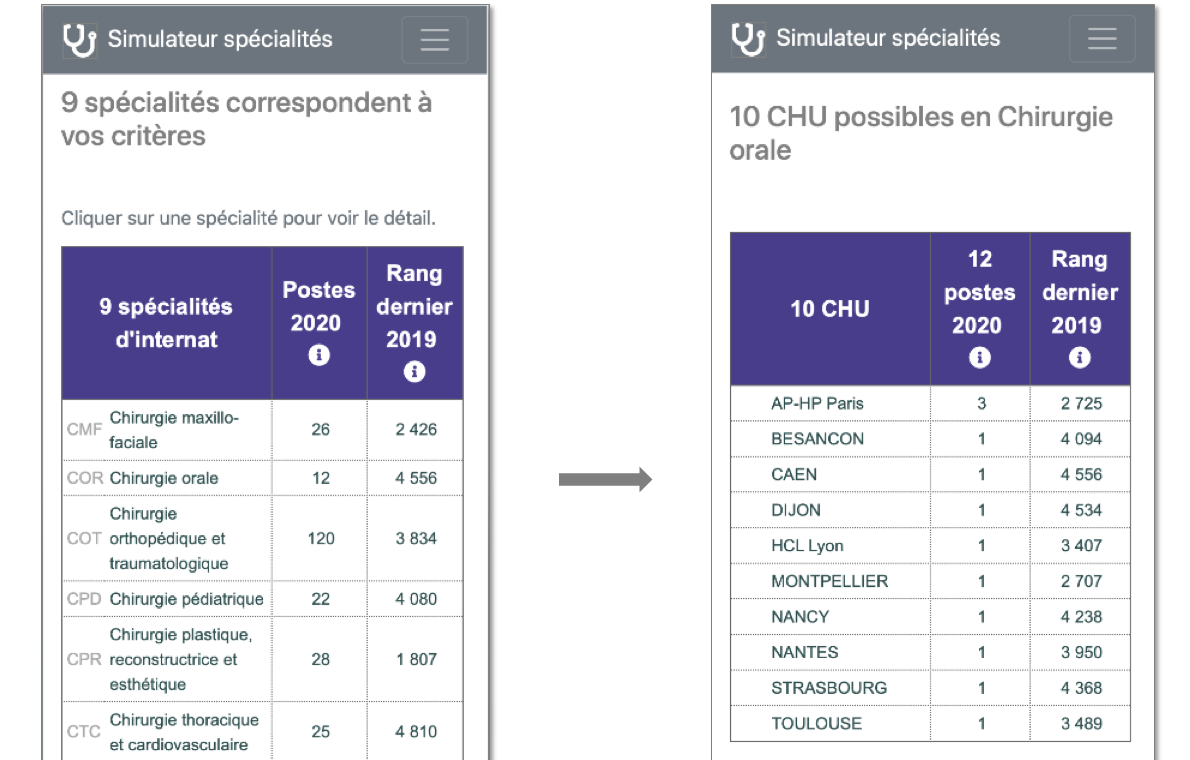 Simulateur spécialités
9 spécialités correspondent à
vos critères
Cliquer sur une spécialité pour voir le détail.
9 spécialités
d'internat
Postes
2020
Rang
dernier
2019
CMF Chirurgie maxillo-
faciale
26 2 426
COR Chirurgie orale 12 4 556
COT Chirurgie
orthopédique et
traumatologique
120 3 834
CPD Chirurgie pédiatrique 22 4 080
CPR Chirurgie plastique,
reconstructrice et
esthétique
28 1 807
CTC Chirurgie thoracique
et cardiovasculaire
25 4 810
Simulateur spécialités
10 CHU possibles en Chirurgie
orale
10 CHU
12
postes
2020
Rang
dernier
2019
AP-HP Paris 3 2 725
BESANCON 1 4 094
CAEN 1 4 556
DIJON 1 4 534
HCL Lyon 1 3 407
MONTPELLIER 1 2 707
NANCY 1 4 238
NANTES 1 3 950
STRASBOURG 1 4 368
TOULOUSE 1 3 489